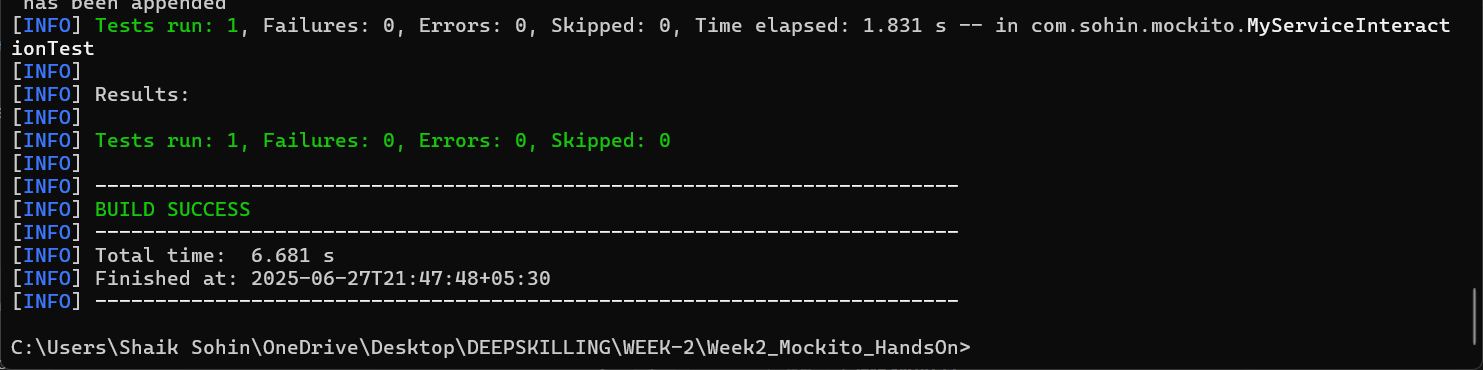 has been appended
[INFO] Tests run: 1, Failures: 0, Errors: 0, Skipped: 0, Time elapsed: 1.831 s -- in com.sohin.mockito.MyServiceInteract
ionTest
[INFO]
[INFO] Results:
[INFO]
[INFO] Tests run: 1, Failures: 0, Errors: 0, Skipped: 0
[INFO]
[INFO] ------------------------------------------------------------------------
[INFO] BUILD SUCCESS
[INFO] ------------------------------------------------------------------------
[INFO] Total time:  6.681 s
[INFO] Finished at: 2025-06-27T21:47:48+05:30
[INFO] ------------------------------------------------------------------------
C:\Users\Shaik Sohin\OneDrive\Desktop\DEEPSKILLING\WEEK-2\Week2_Mockito_HandsOn>